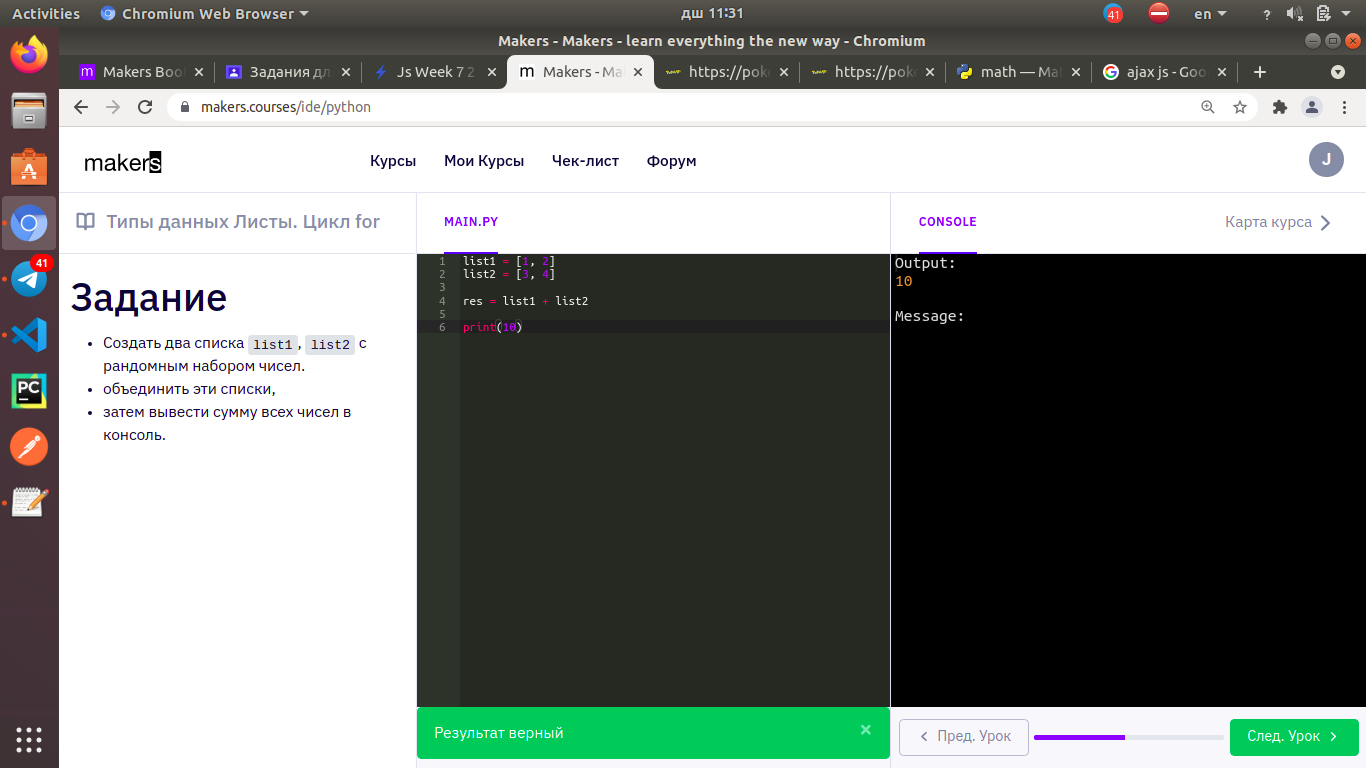 Activities
Chromium Web Browser
дш 11:31
41
en
?
Makers - Makers - learn everything the new way - Chromium
Makers Boo
Задания дл
Js Week 7 2
Makers - Ma
https://poke
https://poke
math — Ma
ajax js - Goo
makers.courses/ide/python
makers
Курсы
Мои Курсы
Чек-лист
Форум
J
Типы данных Листы. Цикл for
MAIN.PY
CONSOLE
Карта курса
Задание
Создать два списка list1, list2 с
рандомным набором чисел.
объединить эти списки,
затем вывести сумму всех чисел в
консоль.
1 list1 = [1, 2]
2 list2 = [3, 4]
3
4 res = list1 + list2
5
6 print(10)
Output:
10
Message:
41
PC
Результат верный
×
Пред. Урок
След. Урок